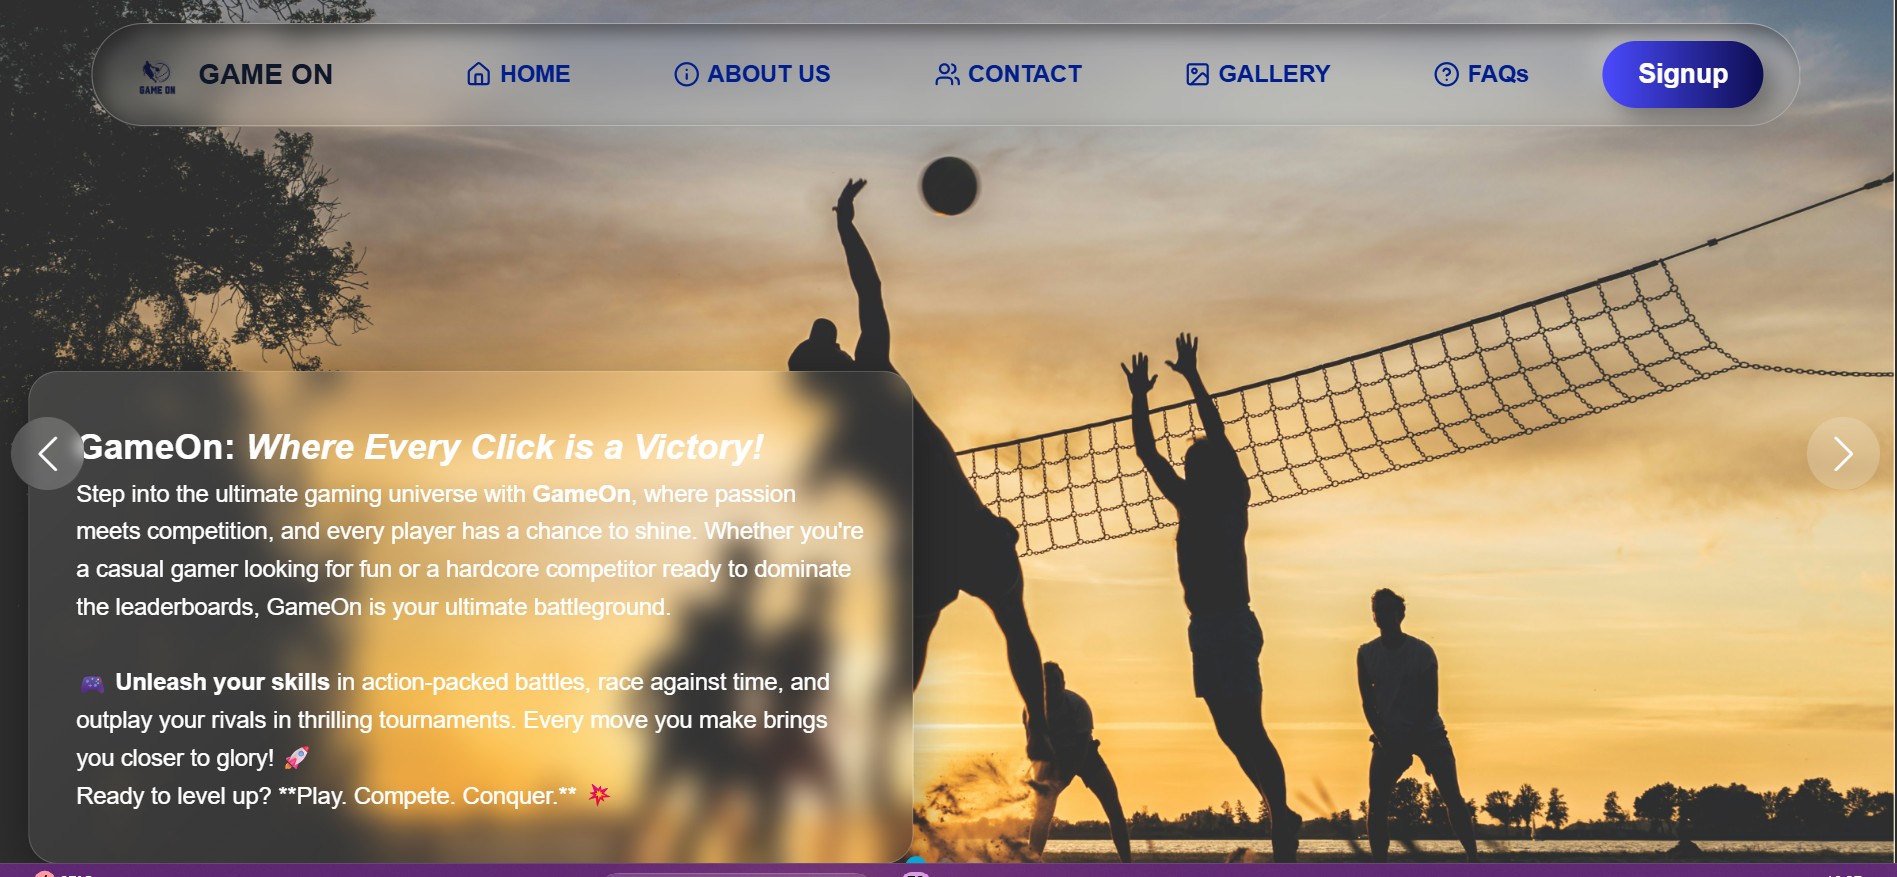 GAME ON
GAME ON
HOME
ABOUT US
CONTACT
GALLERY
FAQs
Signup
GameOn: Where Every Click is a Victory!
Step into the ultimate gaming universe with GameOn, where passion
meets competition, and every player has a chance to shine. Whether you're
a casual gamer looking for fun or a hardcore competitor ready to dominate
the leaderboards, GameOn is your ultimate battleground.
🎮 Unleash your skills in action-packed battles, race against time, and
outplay your rivals in thrilling tournaments. Every move you make brings
you closer to glory! 🚀
Ready to level up? **Play. Compete. Conquer.** 💥